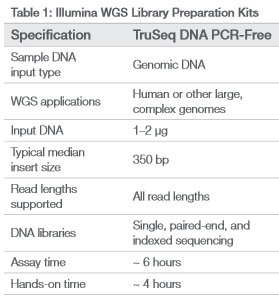 Table 1: Illumina WGS Library Preparation Kits
Specification TruSeq DNA PCR-Free
Sample DNA
input type
Genomic DNA
WGS applications
Human or other large,
complex genomes
Input DNA 1–2 µg
Typical median
insert size
350 bp
Read lengths
supported
All read lengths
DNA libraries
Single, paired-end, and
indexed sequencing
Assay time ~ 6 hours
Hands-on time ~ 4 hours